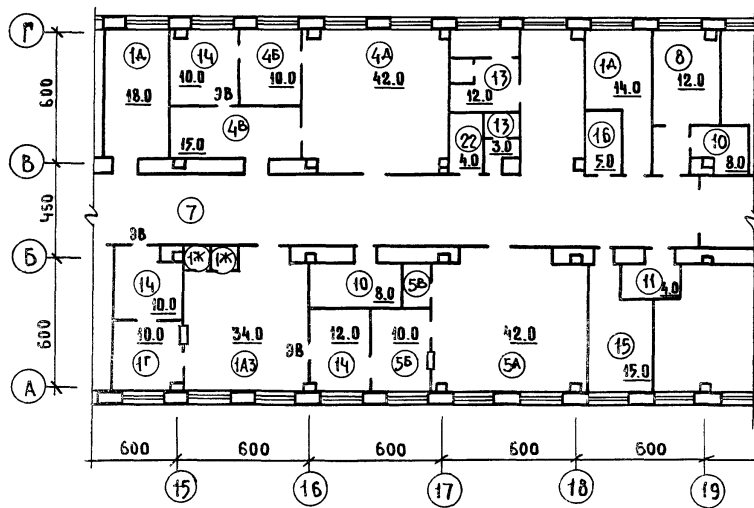 Г 1А 14 4Б 4А 13 1А 8
10.0 10.0 42.0 12.0 14.0 12.0
600 18.0 ЭВ
4В 22 13 1Б 10
В 15.0 4.0 3.0 5.0 8.0
450 7
ЭВ
Б 1Ж 1Ж
14 10 5В 11
10.0 8.0 4.0
600 10.0 34.0 12.0 10.0 42.0 15
ЭВ
1Г 1А3 14 5Б 5А 15.0
А
600 600 600 600 600
15 16 17 18 19